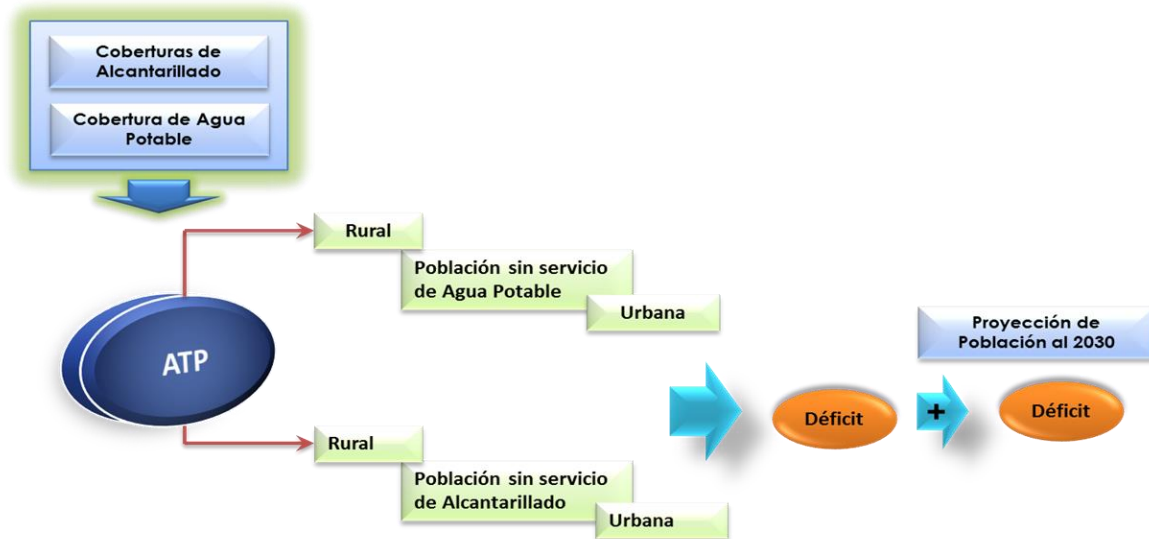 Coberturas de
Alcantarillado
Cobertura de Agua
Potable
Rural
Población sin servicio
de Agua Potable
Urbana
ATP
Proyección de
Población al 2030
Déficit
+
Déficit
Rural
Población sin servicio
de Alcantarillado
Urbana